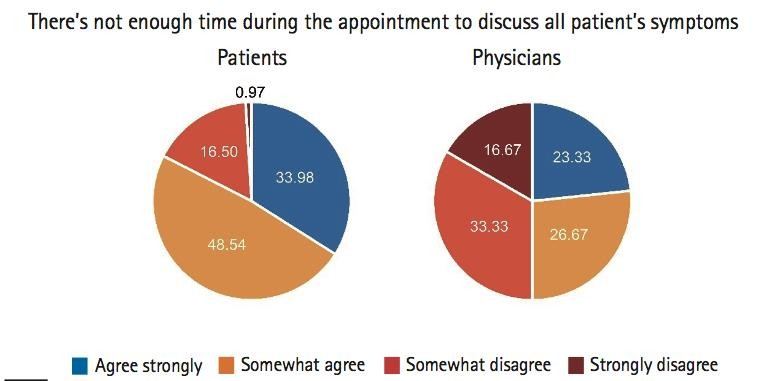 There's not enough time during the appointment to discuss all patient's symptoms
Patients Physicians
0.97
16.50
33.98
48.54
16.67
23.33
33.33
26.67
Agree strongly Somewhat agree Somewhat disagree Strongly disagree